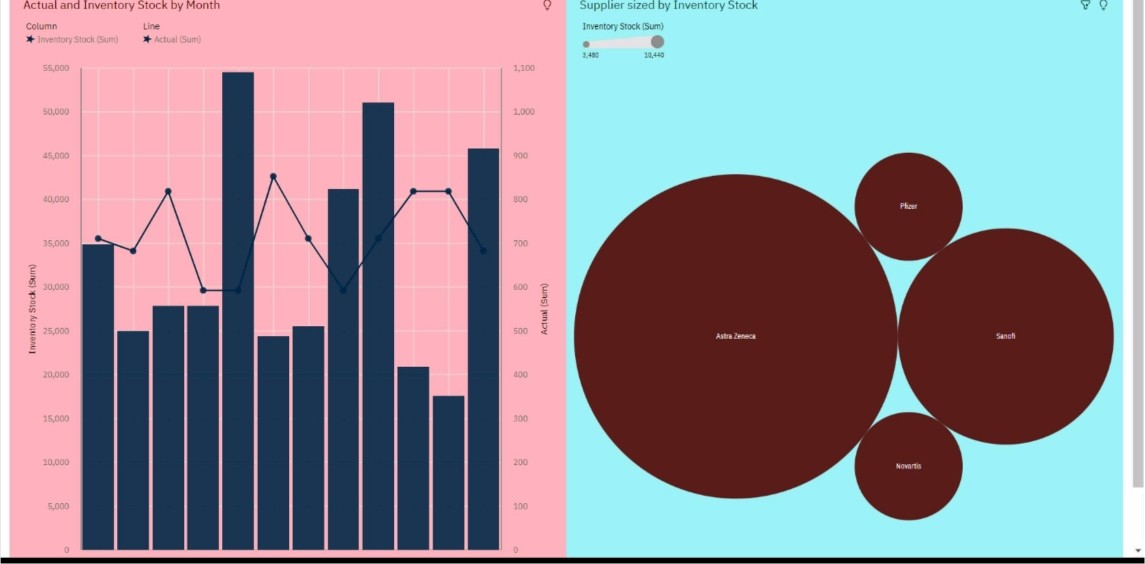 Actual and Inventory Stock by Month
Column
Line
Inventory Stock (Sum)
Actual (Sum)
55,000
50,000
45,000
40,000
35,000
30,000
25,000
20,000
15,000
10,000
5,000
0
Inventory Stock (Sum)
1,100
1,000
900
800
700
600
500
400
300
200
100
0
Actual (Sum)
Supplier sized by Inventory Stock
Inventory Stock (Sum)
3,480
10,440
Pfizer
Astra Zeneca
Sanofi
Novartis